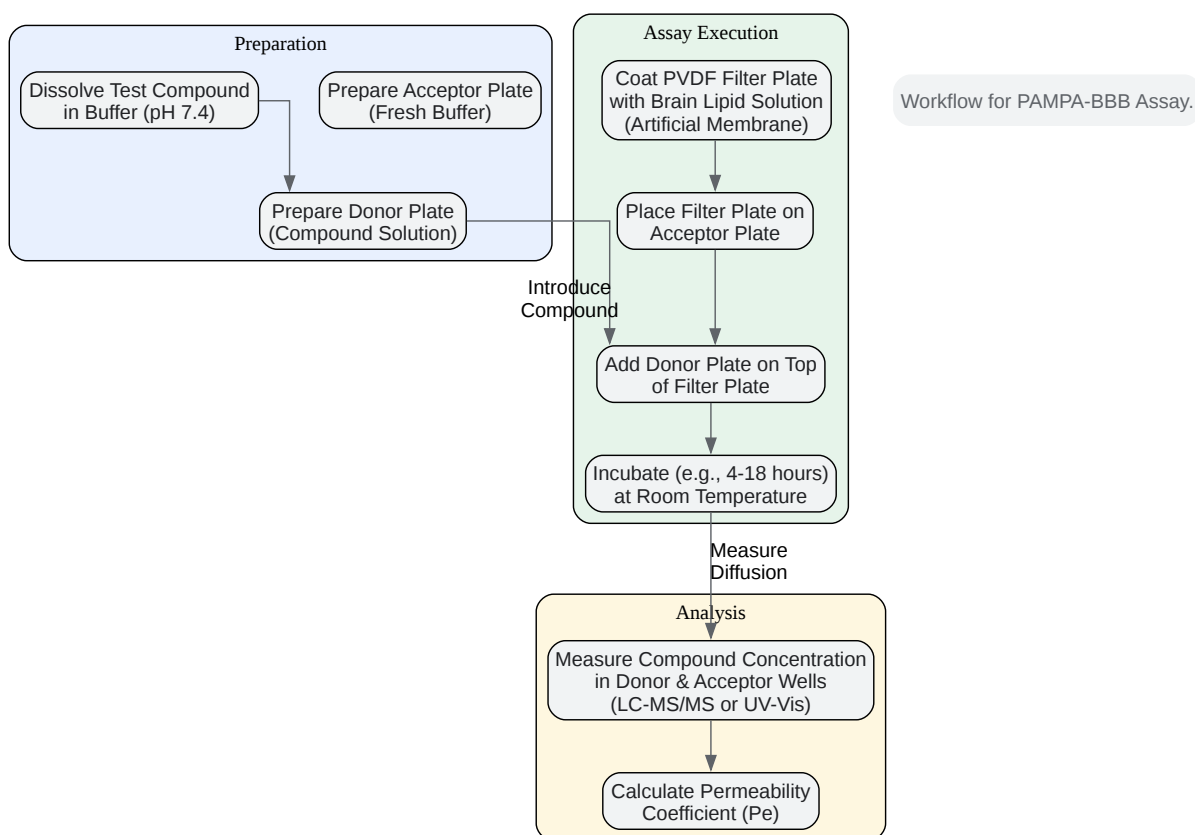 Preparation
Dissolve Test Compound
in Buffer (pH 7.4)
Prepare Acceptor Plate
(Fresh Buffer)
Prepare Donor Plate
(Compound Solution)
Assay Execution
Coat PVDF Filter Plate
with Brain Lipid Solution
(Artificial Membrane)
Place Filter Plate on
Acceptor Plate
Introduce
Compound
Add Donor Plate on Top
of Filter Plate
Incubate (e.g., 4-18 hours)
at Room Temperature
Measure
Diffusion
Analysis
Measure Compound Concentration
in Donor & Acceptor Wells
(LC-MS/MS or UV-Vis)
Calculate Permeability
Coefficient (Pe)
Workflow for PAMPA-BBB Assay.